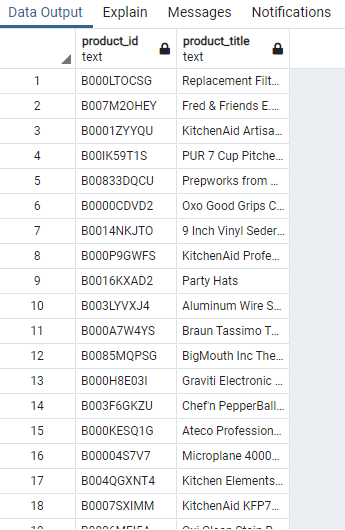 Data Output Explain Messages Notifications
product_id product_title
text text
1 B000LTOCSG Replacement Filt...
2 B007M2OHEY Fred & Friends E...
3 B0001ZYYQU KitchenAid Artisa...
4 B00IK59T1S PUR 7 Cup Pitche...
5 B00833DQCU Prepworks from ...
6 B0000CDVD2 Oxo Good Grips C...
7 B0014NKJTO 9 Inch Vinyl Seder...
8 B000P9GWFS KitchenAid Profe...
9 B0016KXAD2 Party Hats
10 B003LYVXJ4 Aluminum Wire S...
11 B000A7W4YS Braun Tassimo T...
12 B0085MQPSG BigMouth Inc The...
13 B000H8E03I Graviti Electronic ...
14 B003F6GKZU Chef'n PepperBall...
15 B000KESQ1G Ateco Profession...
16 B00004S7V7 Microplane 4000...
17 B004QGXNT4 Kitchen Elements...
18 B0007SXIMM KitchenAid KFP7...